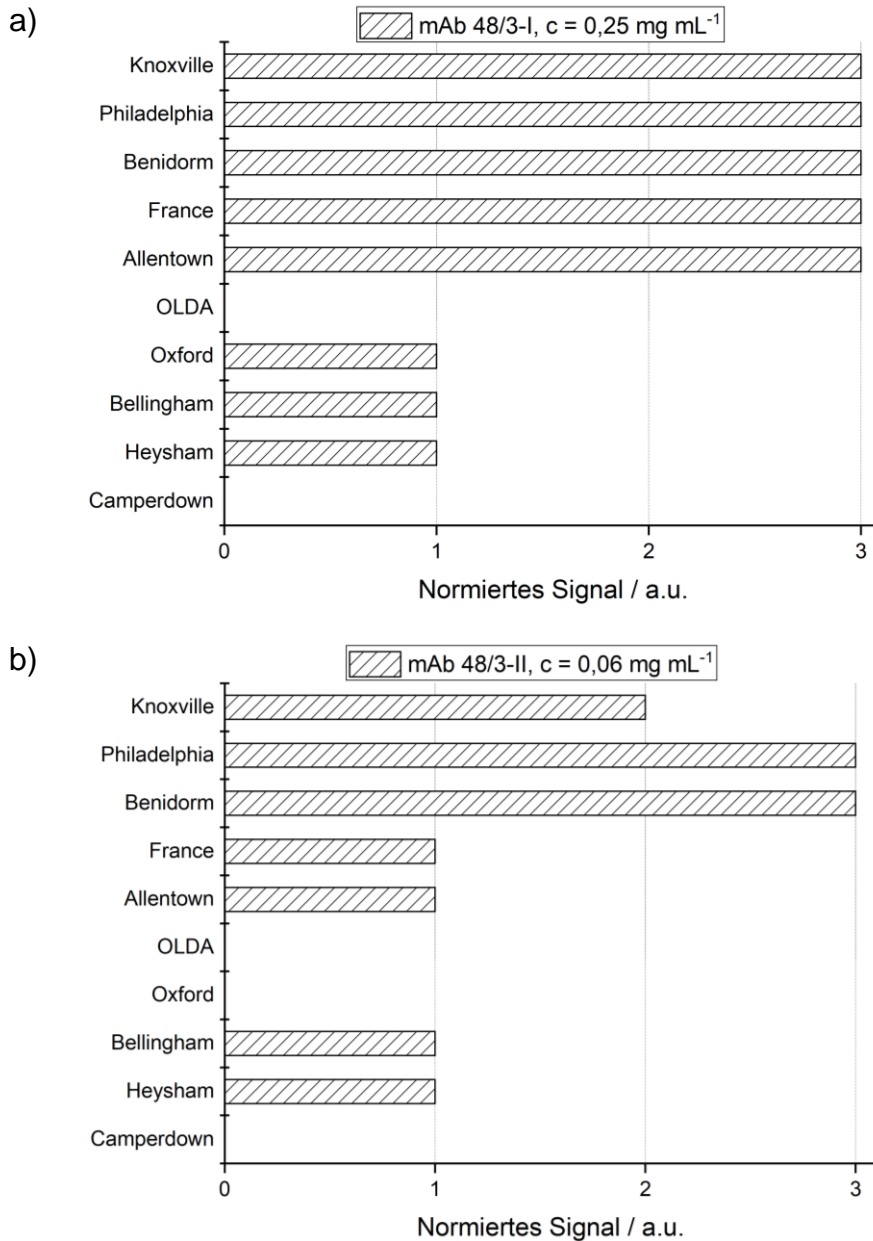 a)
mAb 48/3-I, c = 0,25 mg mL⁻¹
Knoxville
Philadelphia
Benidorm
France
Allentown
OLDA
Oxford
Bellingham
Heysham
Camperdown
0 1 2 3
Normiertes Signal / a.u.
b)
mAb 48/3-II, c = 0,06 mg mL⁻¹
Knoxville
Philadelphia
Benidorm
France
Allentown
OLDA
Oxford
Bellingham
Heysham
Camperdown
0 1 2 3
Normiertes Signal / a.u.